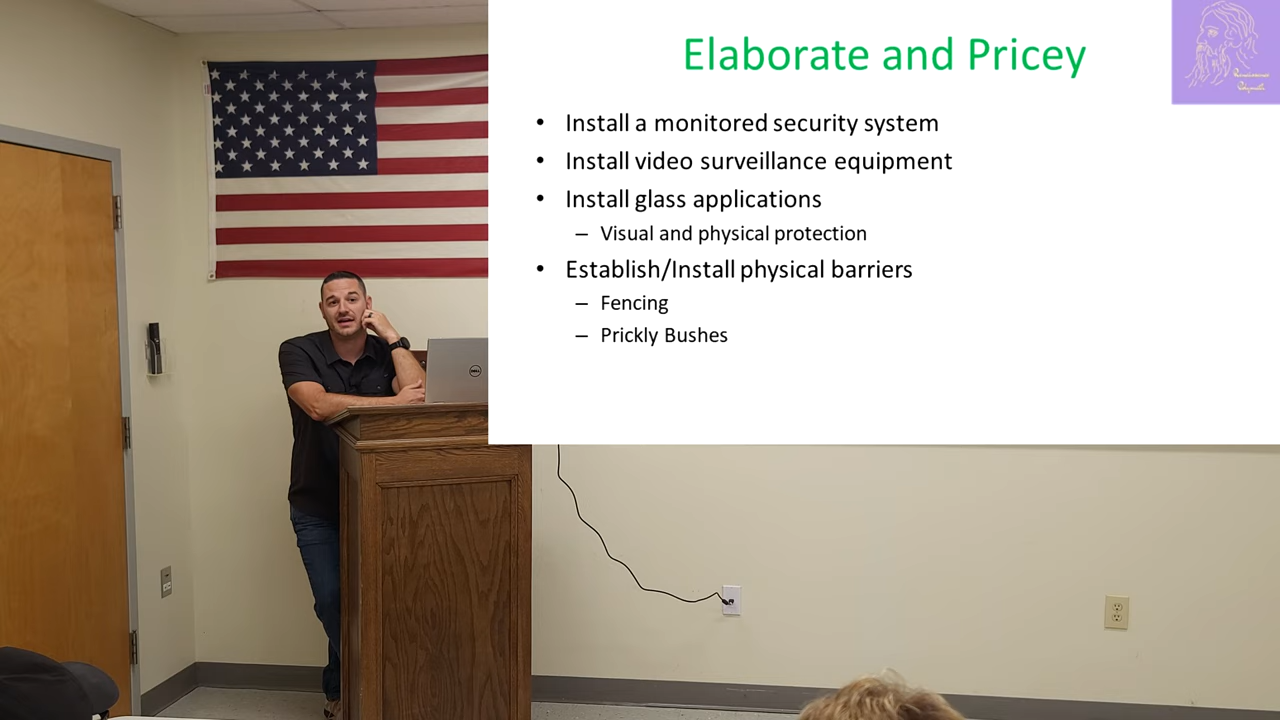 Elaborate and Pricey
• Install a monitored security system
• Install video surveillance equipment
• Install glass applications
– Visual and physical protection
• Establish/Install physical barriers
– Fencing
– Prickly Bushes
DELL